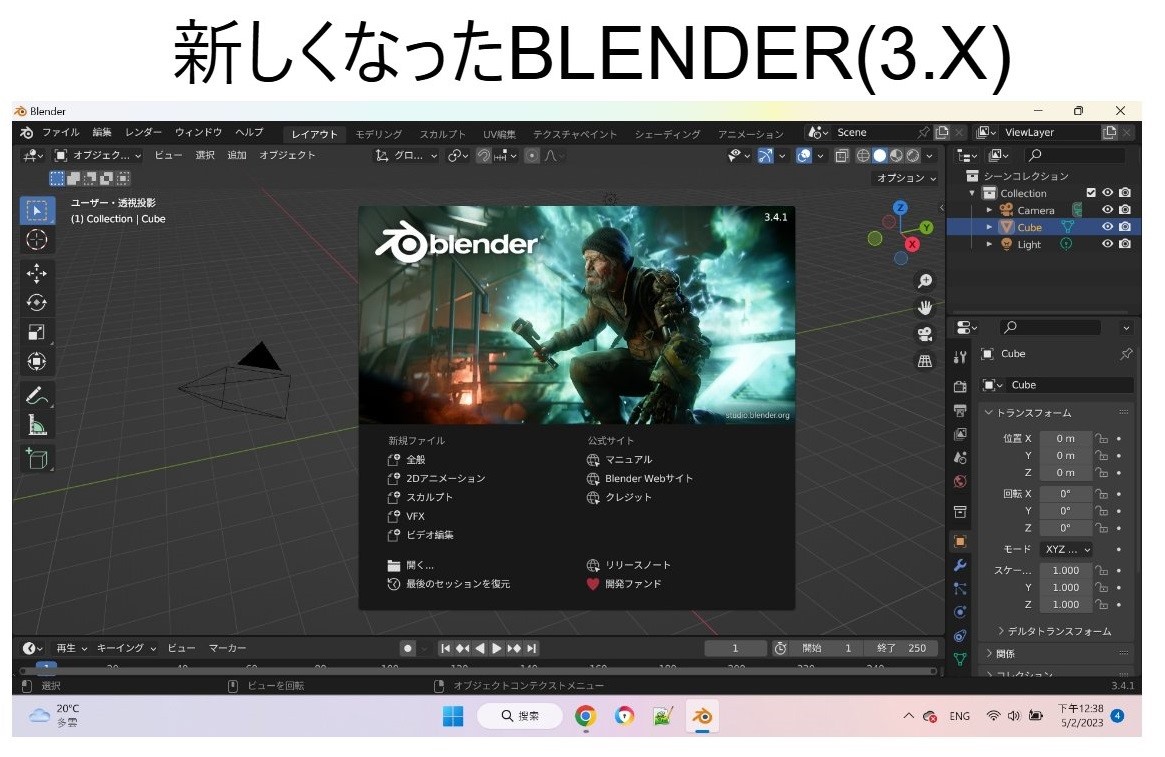 新しくなったBLENDER(3.X)
Blender
ファイル 編集 レンダー ウィンドウ ヘルプ レイアウト モデリング スカルプト UV編集 テクスチャペイント シェーディング アニメーション Scene ViewLayer
オブジェク... ビュー 選択 追加 オブジェクト グロ...
オプション
シーンコレクション
Collection
Camera
Cube
Light
ユーザー・透視投影
(1) Collection | Cube
Z
Y
X
3.4.1
blender
studio.blender.org
新規ファイル
全般
2Dアニメーション
スカルプト
VFX
ビデオ編集
開く...
最後のセッションを復元
公式サイト
マニュアル
Blender Webサイト
クレジット
リリースノート
開発ファンド
Cube
Cube
トランスフォーム
位置 X 0 m
Y 0 m
Z 0 m
回転 X 0°
Y 0°
Z 0°
モード XYZ ...
スケー... 1.000
Y 1.000
Z 1.000
デルタトランスフォーム
関係
コレクション
再生 キーイング ビュー マーカー 1 開始 1 終了 250
1 20 40 60 80 100 120 140 160 180 200 220 240
選択 ビューを回転 オブジェクトコンテクストメニュー 3.4.1
20°C
多雲
搜索
ENG
下午12:38
5/2/2023
4